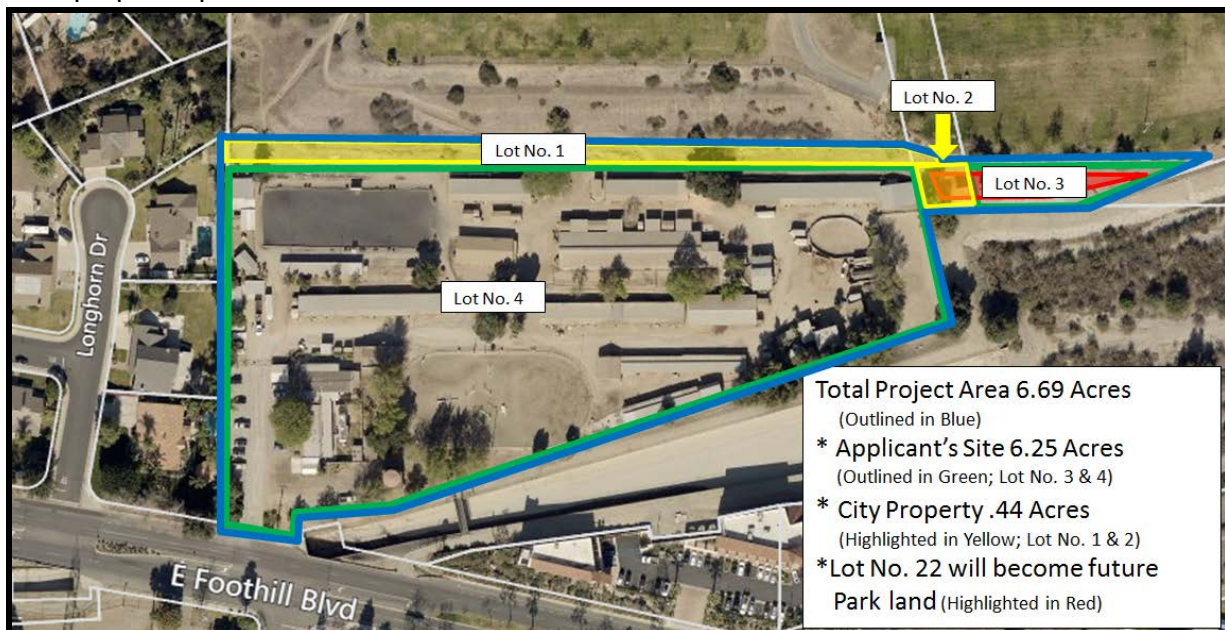 Lot No. 2
Lot No. 1
Lot No. 3
Lot No. 4
Longhorn Dr
E Foothill Blvd
Total Project Area 6.69 Acres
(Outlined in Blue)
* Applicant's Site 6.25 Acres
(Outlined in Green; Lot No. 3 & 4)
* City Property .44 Acres
(Highlighted in Yellow; Lot No. 1 & 2)
*Lot No. 22 will become future
Park land (Highlighted in Red)